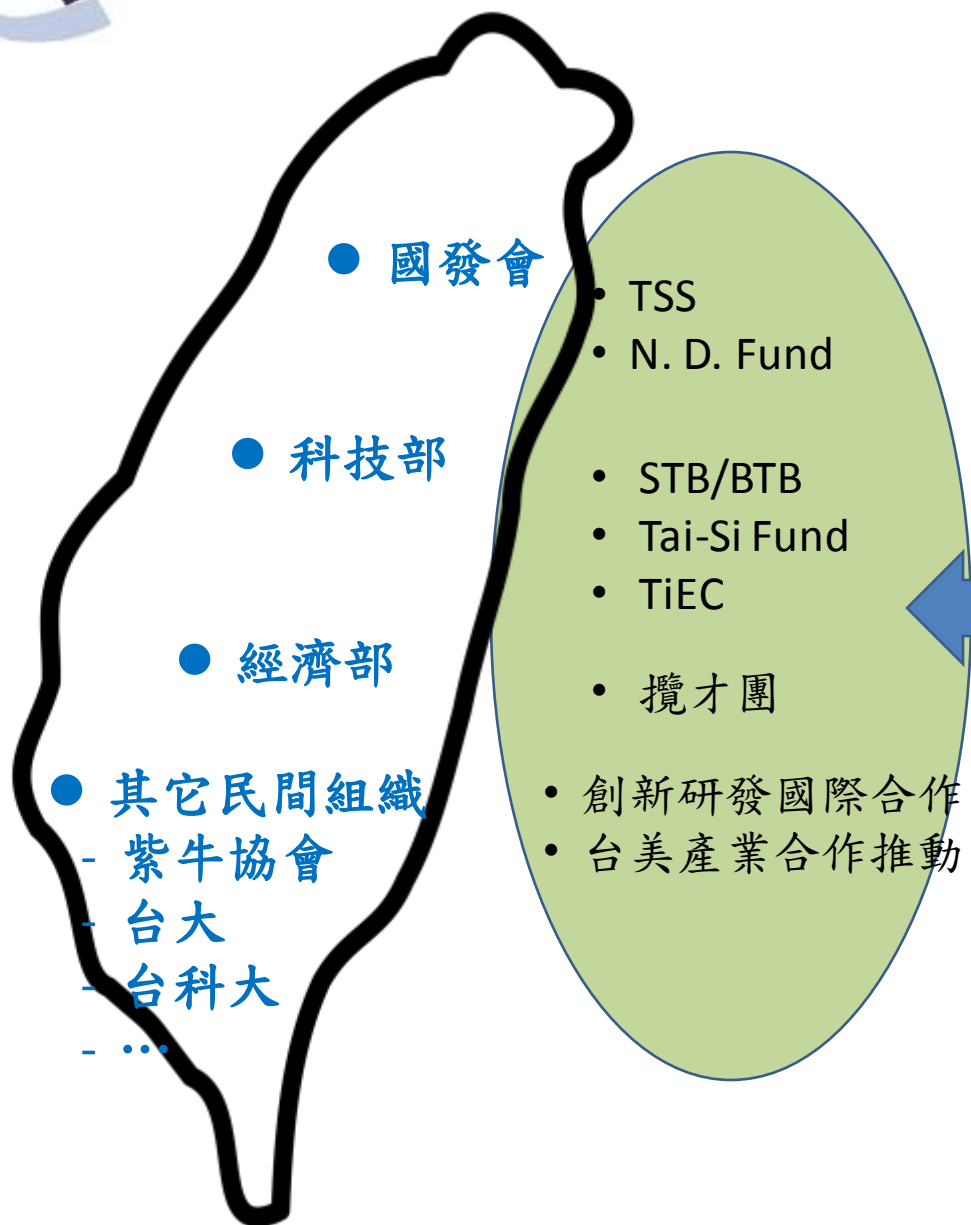 ● 國發會
• TSS
• N. D. Fund
● 科技部
• STB/BTB
• Tai-Si Fund
• TiEC
● 經濟部
• 攬才團
● 其它民間組織
- 紫牛協會
- 台大
- 台科大
- …
• 創新研發國際合作
• 台美產業合作推動